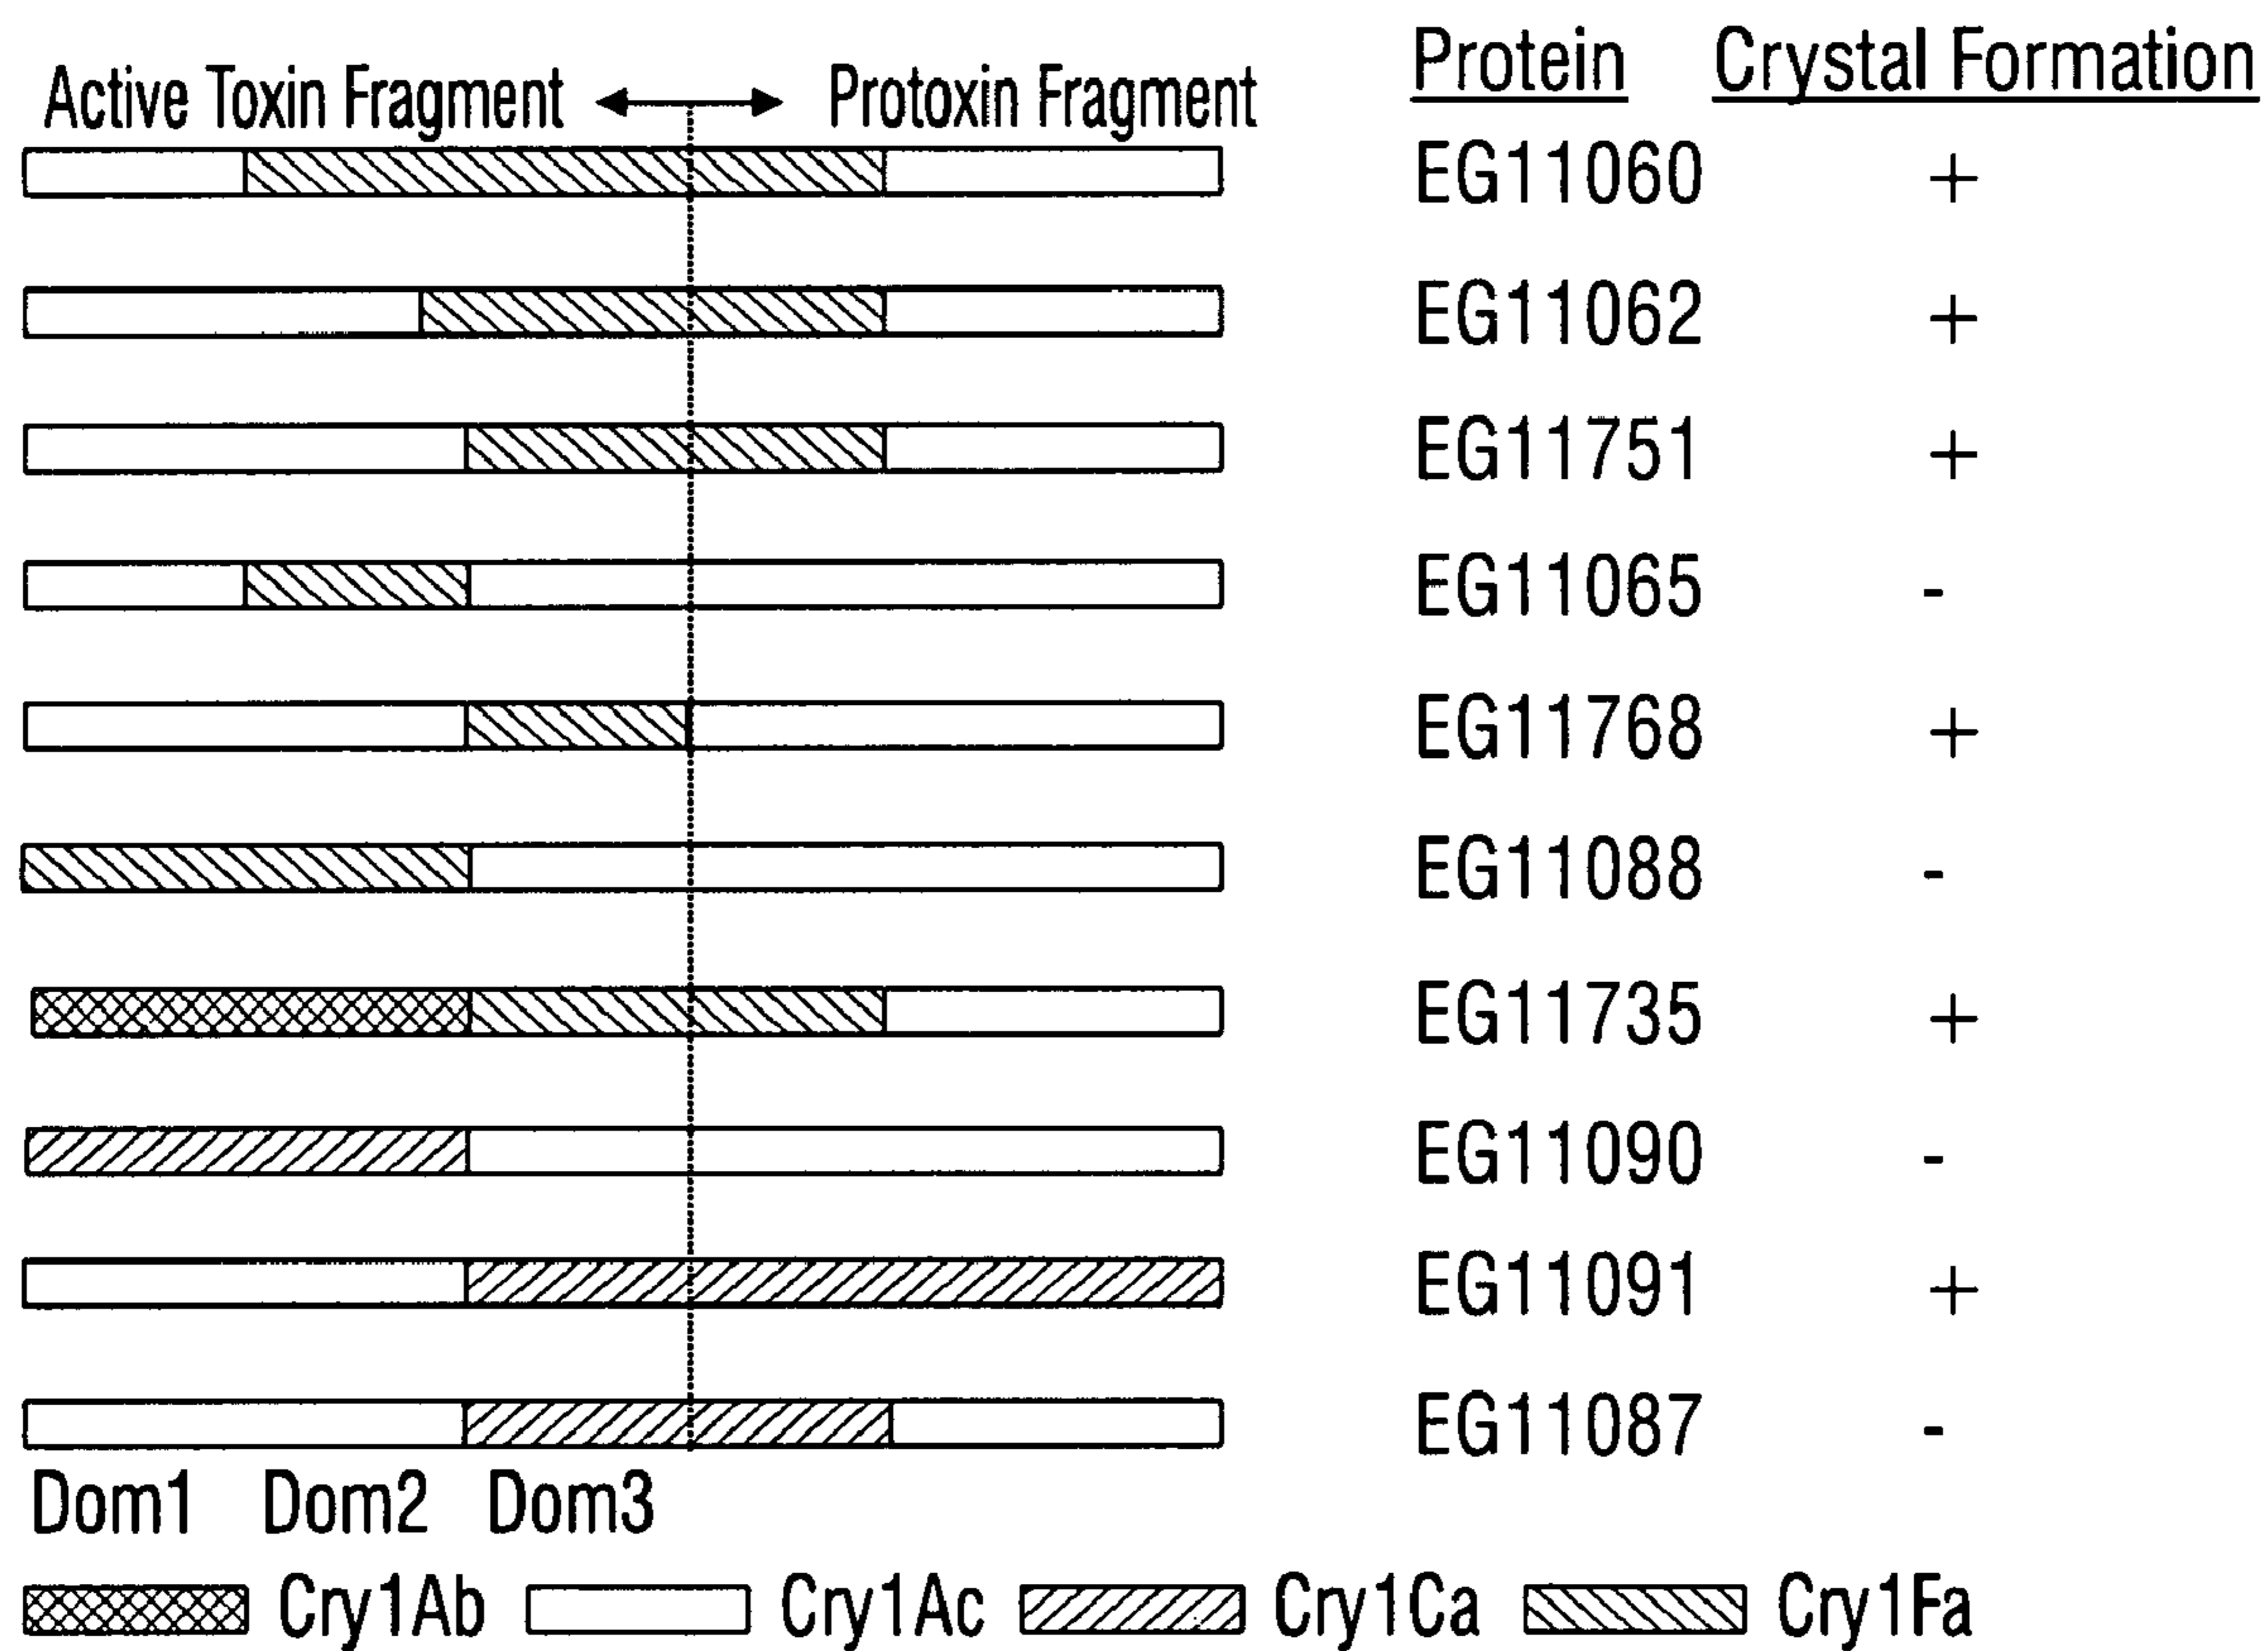 Protein Crystal Formation
Active Toxin Fragment Protoxin Fragment
EG11060 +
EG11062 +
EG11751 +
EG11065 -
EG11768 +
EG11088 -
EG11735 +
EG11090 -
EG11091 +
EG11087 -
Dom1 Dom2 Dom3
Cry1Ab Cry1Ac Cry1Ca Cry1Fa